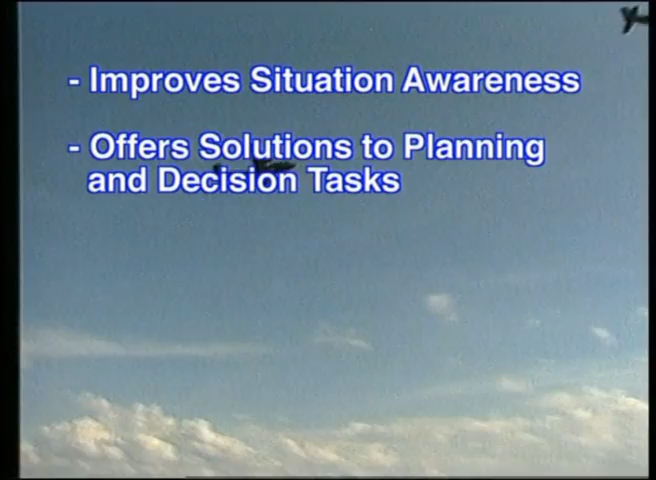 - Improves Situation Awareness
- Offers Solutions to Planning
and Decision Tasks